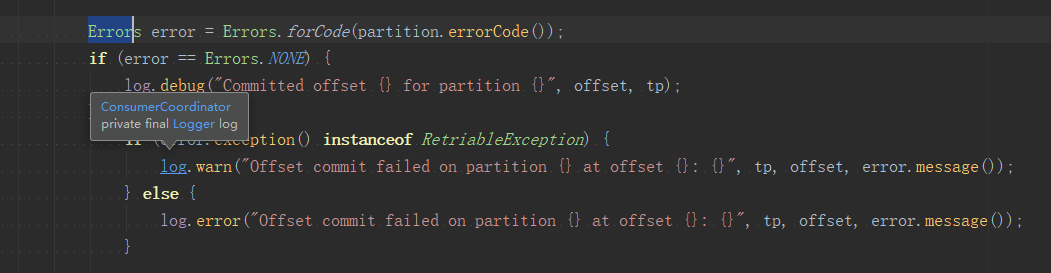 Errors error = Errors.forCode(partition.errorCode());
if (error == Errors.NONE) {
log.debug("Committed offset {} for partition {}", offset, tp);
ConsumerCoordinator
private final Logger log
.exception() instanceof RetriableException) {
log.warn("Offset commit failed on partition {} at offset {}: {}", tp, offset, error.message());
} else {
log.error("Offset commit failed on partition {} at offset {}: {}", tp, offset, error.message());
}